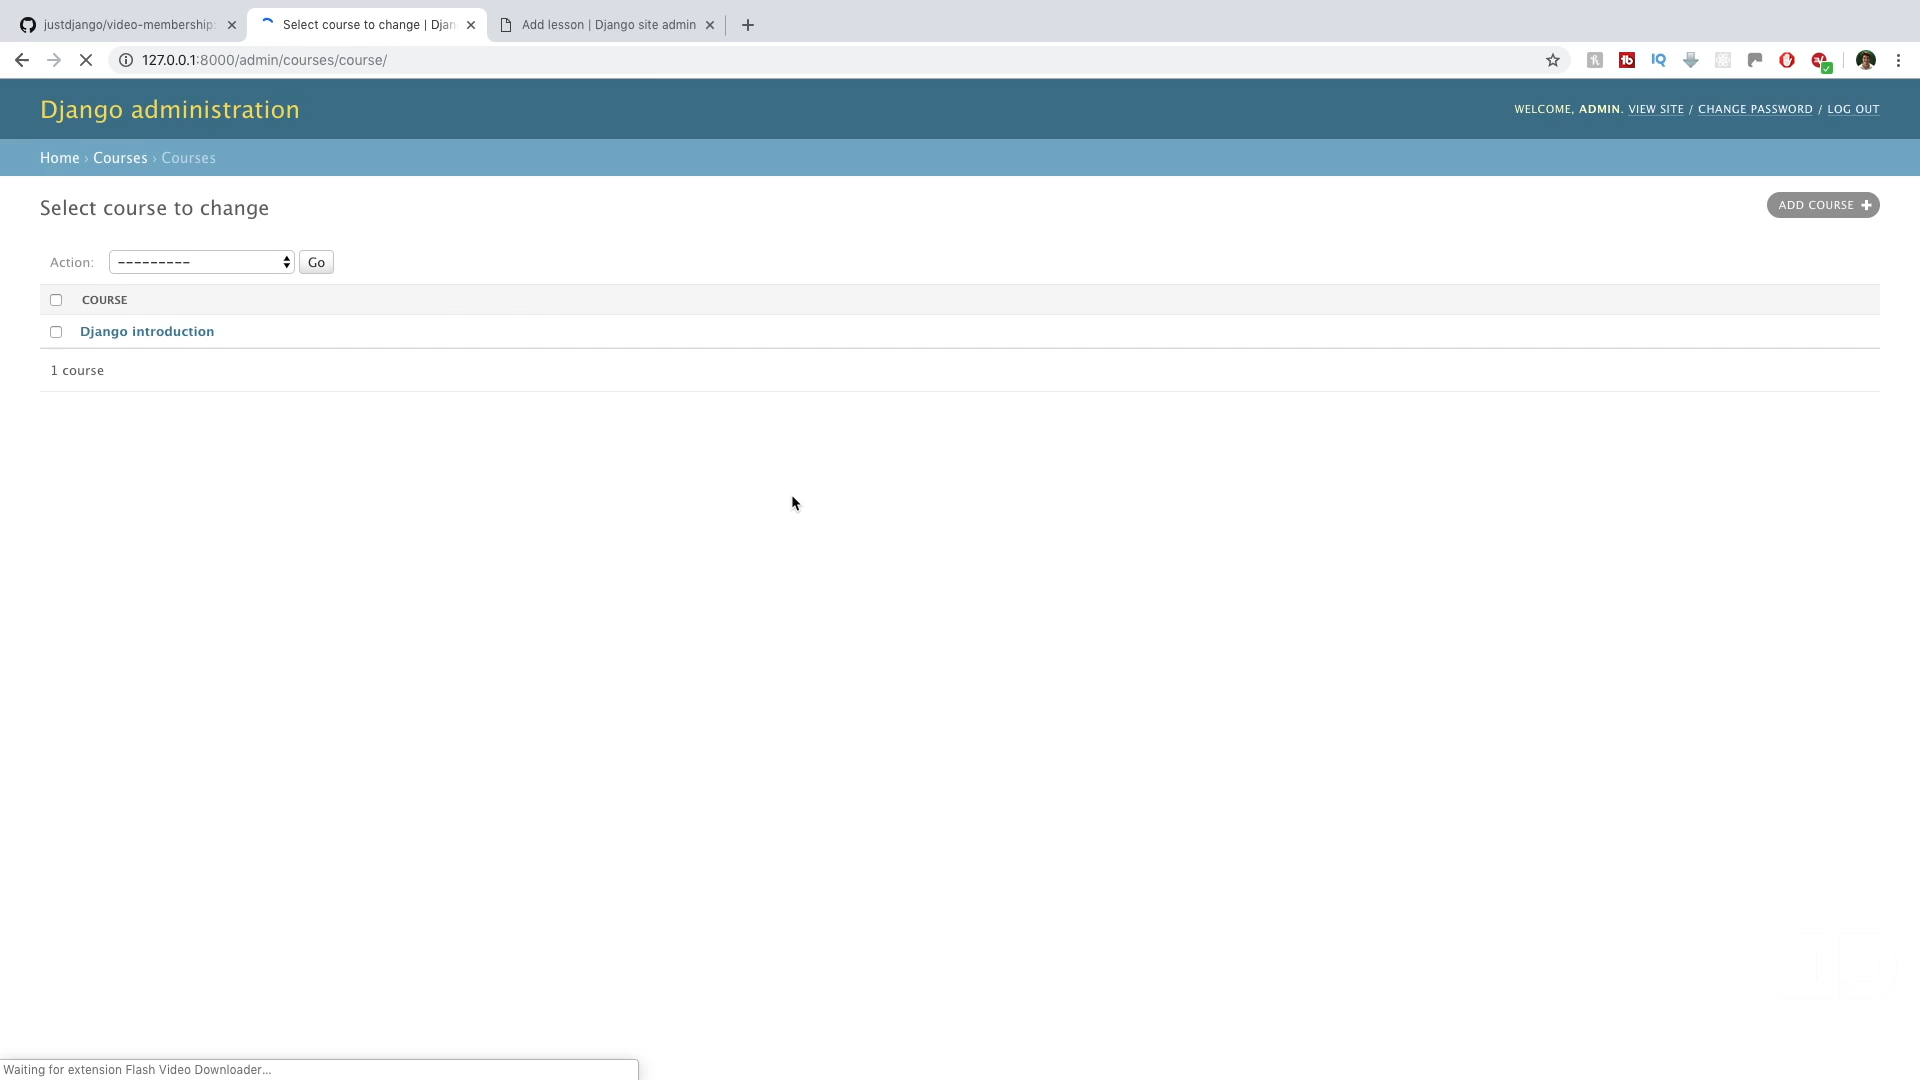 justdjango/video-membership:
Select course to change | Djan
Add lesson | Django site admin
127.0.0.1:8000/admin/courses/course/
Django administration
WELCOME, ADMIN. VIEW SITE / CHANGE PASSWORD / LOG OUT
Home › Courses › Courses
Select course to change
ADD COURSE +
Action: --------- Go
COURSE
Django introduction
1 course
Waiting for extension Flash Video Downloader...